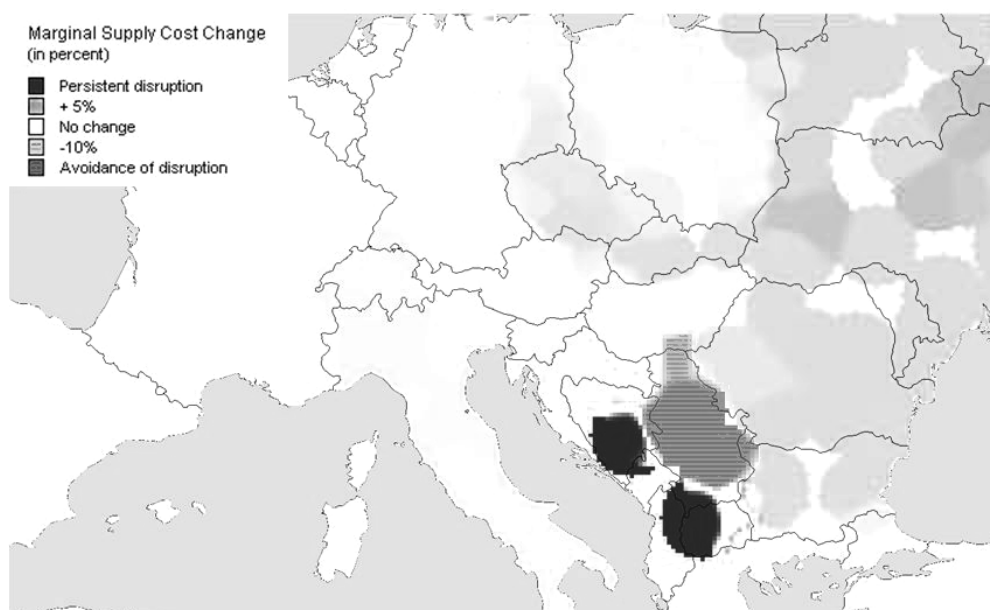 Marginal Supply Cost Change
(in percent)
Persistent disruption
+ 5%
No change
-10%
Avoidance of disruption